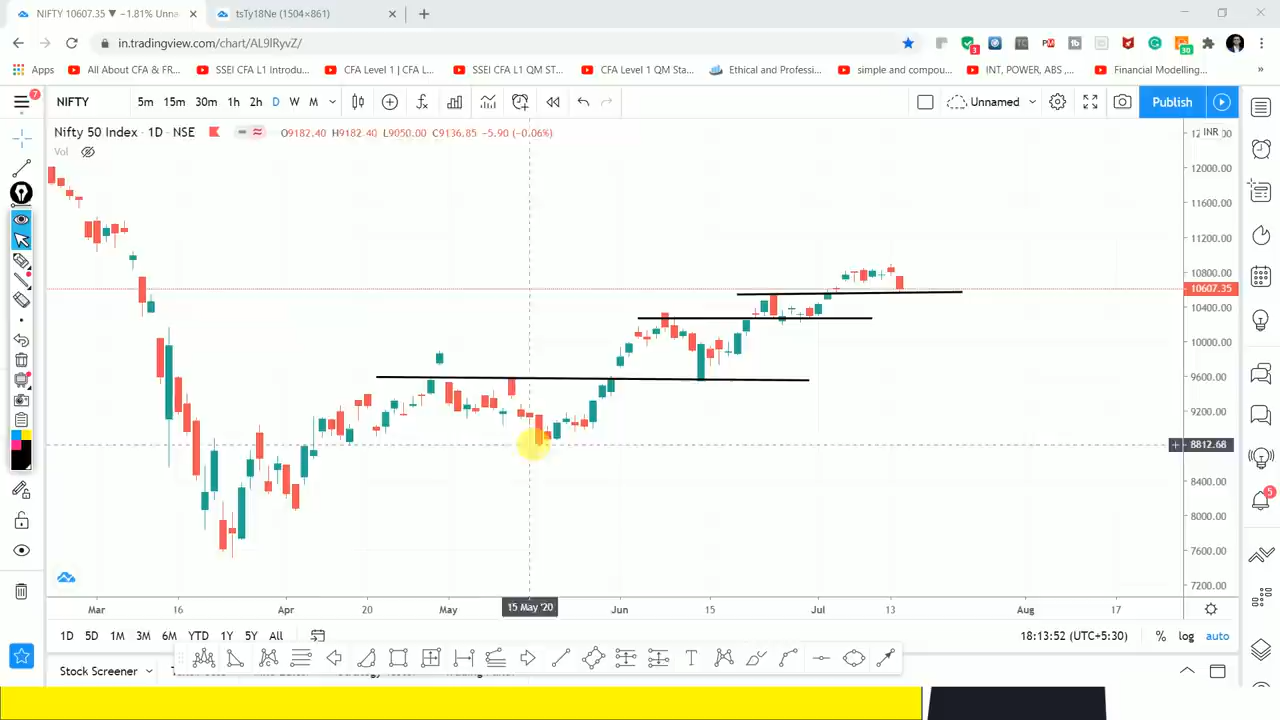 NIFTY 10607.35 ▼ −1.81% Unna
tsTy18Ne (1504×861)
in.tradingview.com/chart/AL9lRyvZ/
3
30
Apps
All About CFA & FR...
SSEI CFA L1 Introdu...
CFA Level 1 | CFA L...
SSEI CFA L1 QM ST...
CFA Level 1 QM Sta...
Ethical and Professi...
simple and compou...
INT, POWER, ABS ,...
Financial Modelling...
»
7
NIFTY
5m 15m 30m 1h 2h D W M
Unnamed
Publish
Nifty 50 Index · 1D · NSE
O9182.40 H9182.40 L9050.00 C9136.85 −5.90 (−0.06%)
INR
Vol
12000.00
11600.00
11200.00
10800.00
10607.35
10400.00
10000.00
9600.00
9200.00
8812.68
8400.00
8000.00
7600.00
7200.00
5
Mar 16 Apr 20 May 15 May '20 Jun 15 Jul 13 Aug 17
1D 5D 1M 3M 6M YTD 1Y 5Y All
18:13:52 (UTC+5:30)
% log auto
Stock Screener